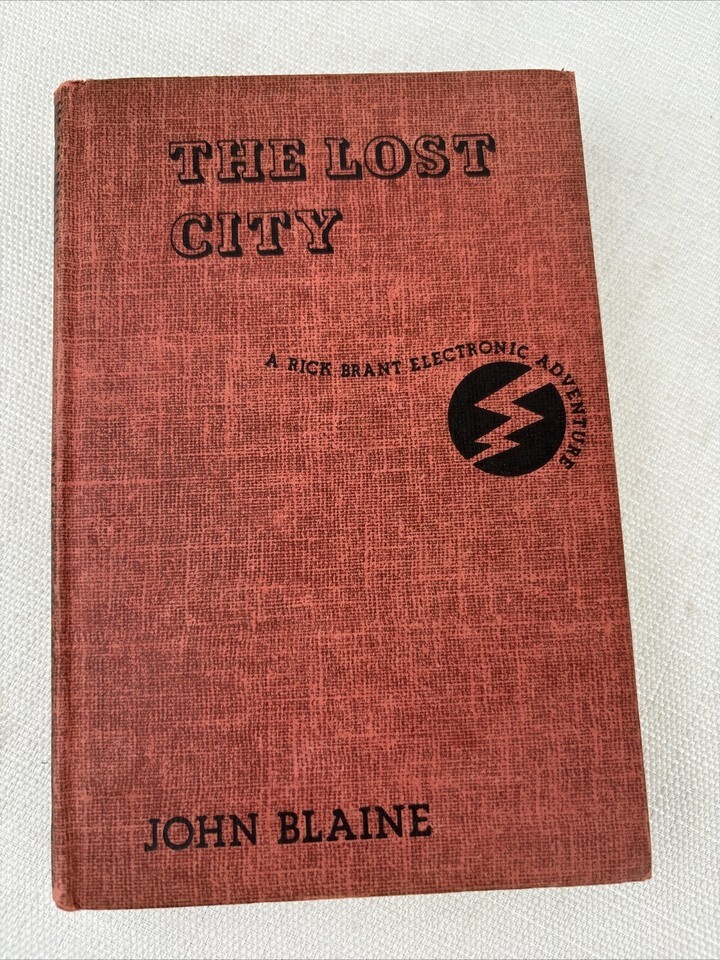 THE LOST
CITY
A RICK BRANT ELECTRONIC ADVENTURE
JOHN BLAINE